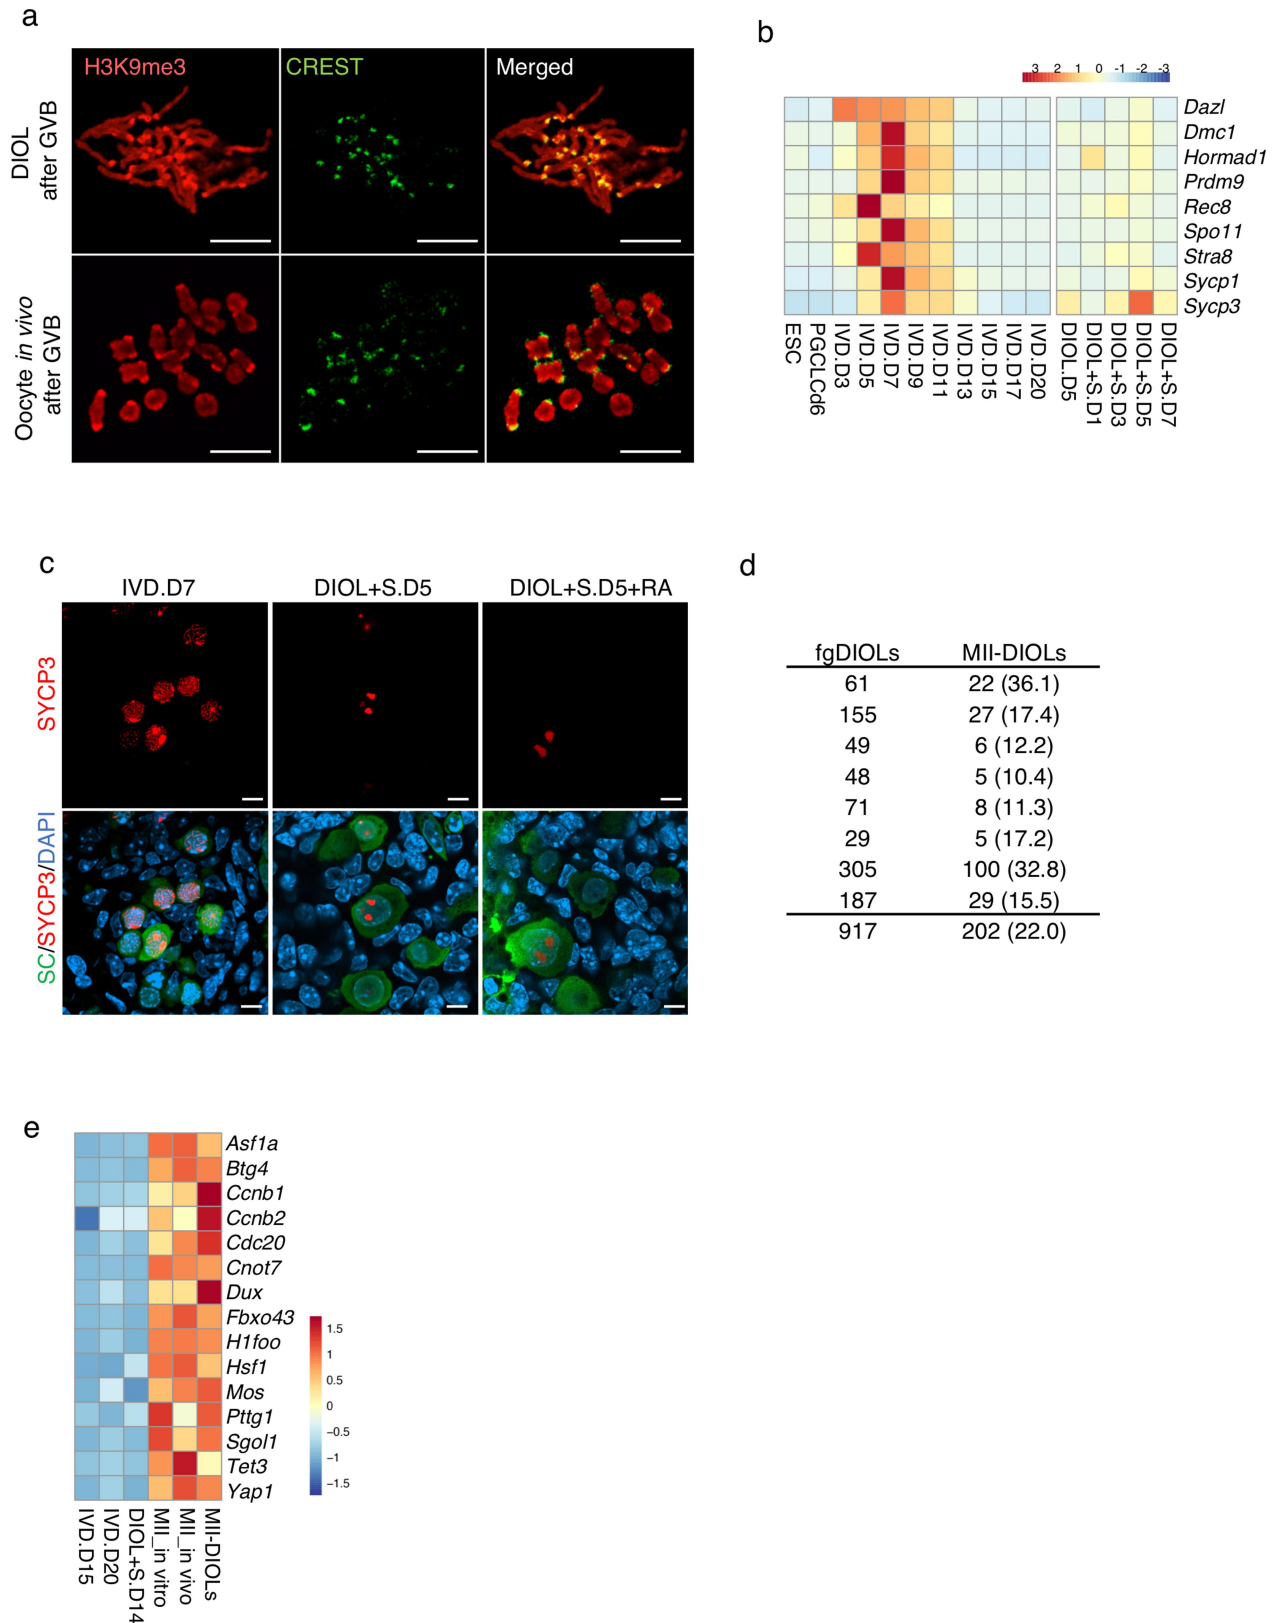 a
H3K9me3
CREST
Merged
DIOL
after GVB
Oocyte in vivo
after GVB
b
3 2 1 0 -1 -2 -3
Dazl
Dmc1
Hormad1
Prdm9
Rec8
Spo11
Stra8
Sycp1
Sycp3
ESC
PGCLCd6
IVD.D3
IVD.D5
IVD.D7
IVD.D9
IVD.D11
IVD.D13
IVD.D15
IVD.D17
IVD.D20
DIOL.D5
DIOL+S.D1
DIOL+S.D3
DIOL+S.D5
DIOL+S.D7
c
IVD.D7
DIOL+S.D5
DIOL+S.D5+RA
SYCP3
SC/SYCP3/DAPI
d
fgDIOLs MII-DIOLs
61 22 (36.1)
155 27 (17.4)
49 6 (12.2)
48 5 (10.4)
71 8 (11.3)
29 5 (17.2)
305 100 (32.8)
187 29 (15.5)
917 202 (22.0)
e
Asf1a
Btg4
Ccnb1
Ccnb2
Cdc20
Cnot7
Dux
Fbxo43
H1foo
Hsf1
Mos
Pttg1
Sgol1
Tet3
Yap1
1.5
1
0.5
0
−0.5
−1
−1.5
IVD.D15
IVD.D20
DIOL+S.D14
MII_in vitro
MII_in vivo
MII-DIOLs